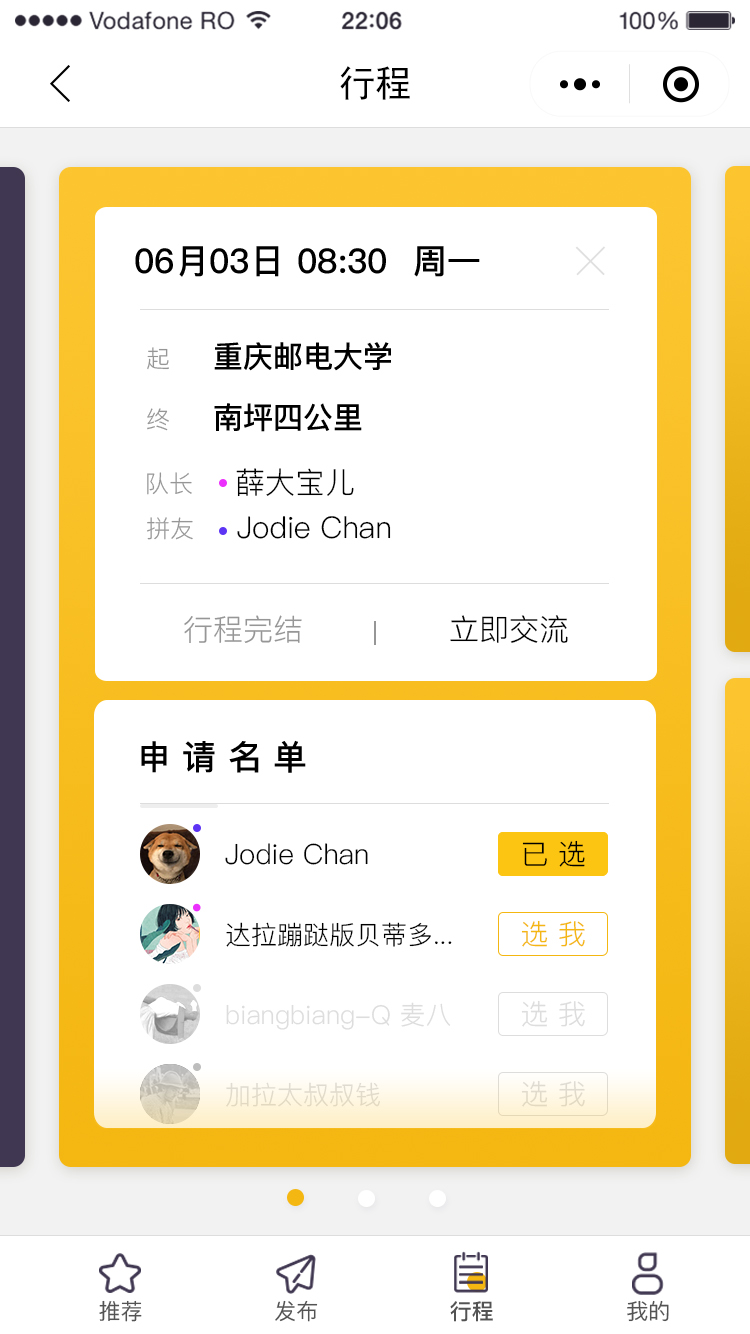 Vodafone RO 22:06 100%
行程
06月03日 08:30 周一
起 重庆邮电大学
终 南坪四公里
队长 薛大宝儿
拼友 Jodie Chan
行程完结 | 立即交流
申请名单
Jodie Chan 已选
达拉蹦跶版贝蒂多... 选我
biangbiang-Q 麦八 选我
加拉太叔叔钱 选我
推荐 发布 行程 我的